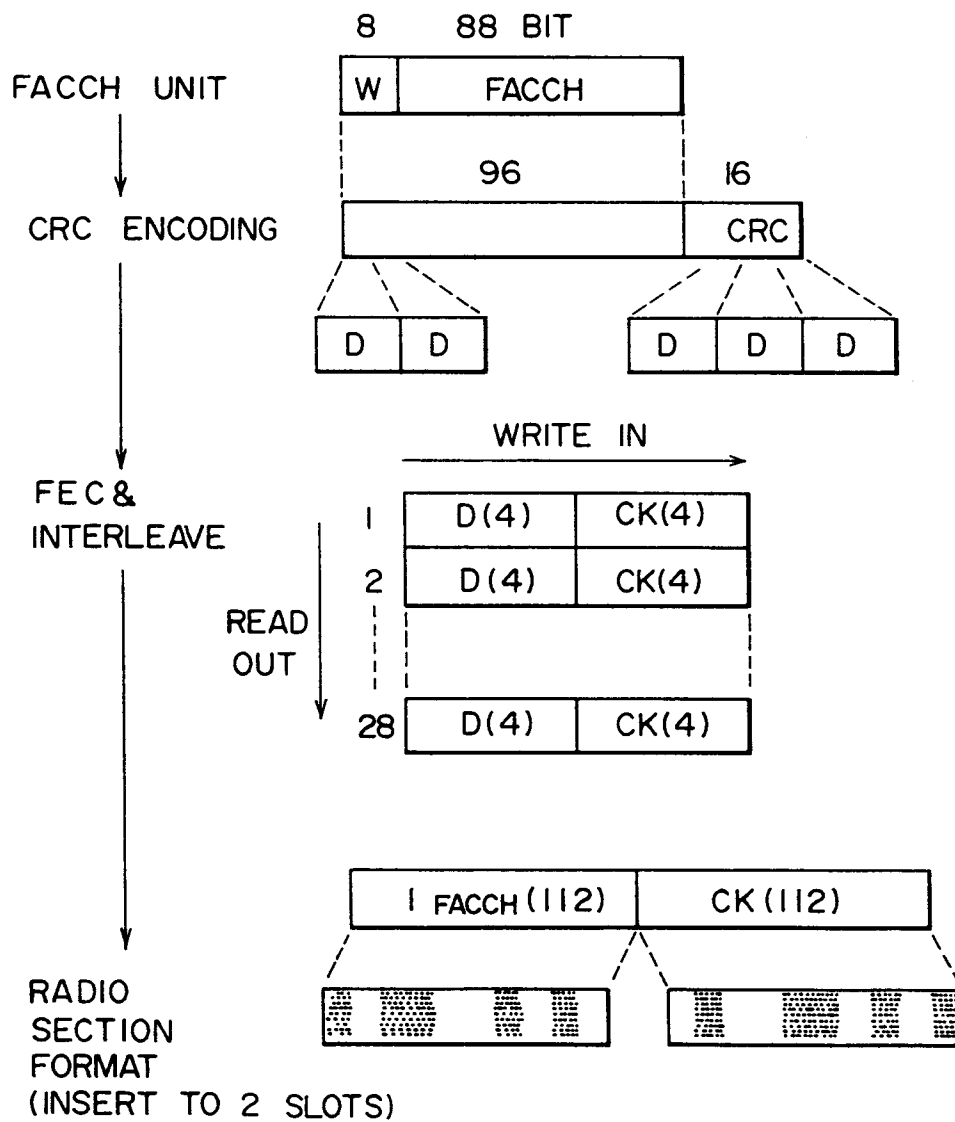 8 88 BIT
FACCH UNIT
W FACCH
96 16
CRC ENCODING
CRC
D D D D D
WRITE IN
FEC &
INTERLEAVE
1 D(4) CK(4)
2 D(4) CK(4)
READ
OUT
28 D(4) CK(4)
1 FACCH (112) CK (112)
RADIO
SECTION
FORMAT
(INSERT TO 2 SLOTS)